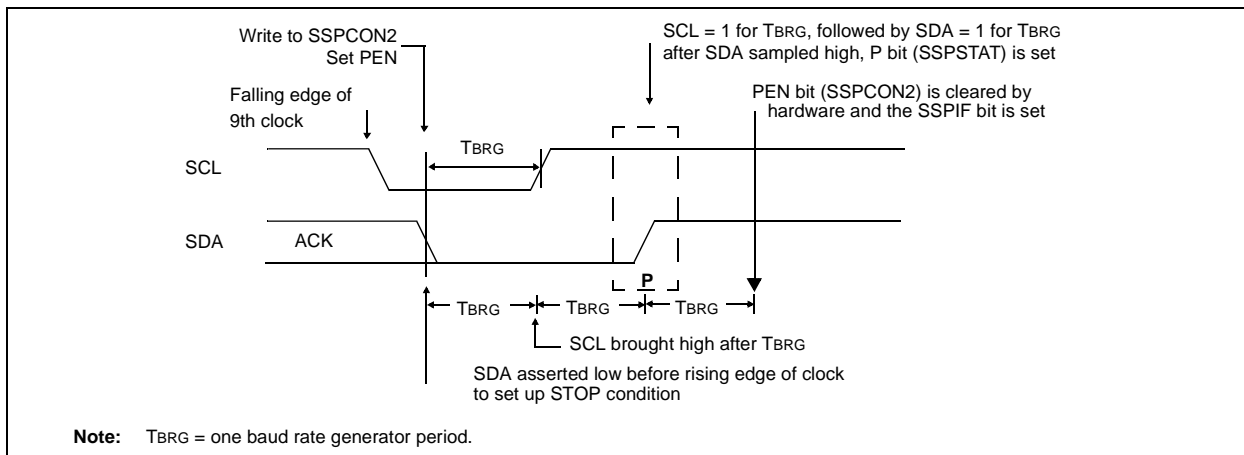 Write to SSPCON2
Set PEN
SCL = 1 for TBRG, followed by SDA = 1 for TBRG
after SDA sampled high, P bit (SSPSTAT) is set
Falling edge of
9th clock
PEN bit (SSPCON2) is cleared by
hardware and the SSPIF bit is set
TBRG
SCL
SDA
ACK
P
TBRG
TBRG
TBRG
SCL brought high after TBRG
SDA asserted low before rising edge of clock
to set up STOP condition
Note: TBRG = one baud rate generator period.